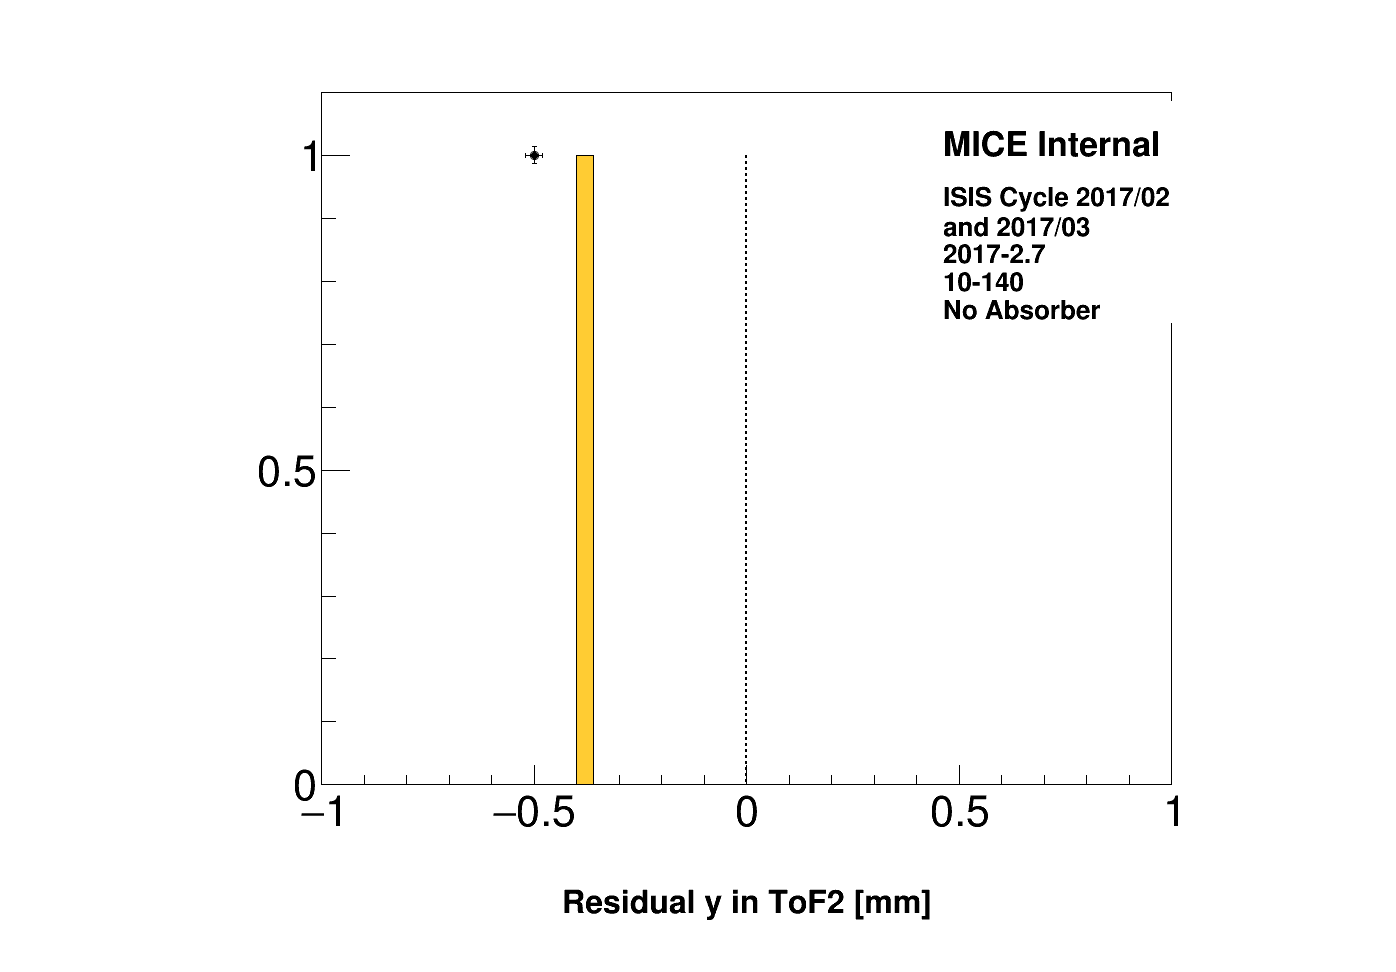 MICE Internal
ISIS Cycle 2017/02
and 2017/03
2017-2.7
10-140
No Absorber
1
0.5
0
−1 −0.5 0 0.5 1
Residual y in ToF2 [mm]